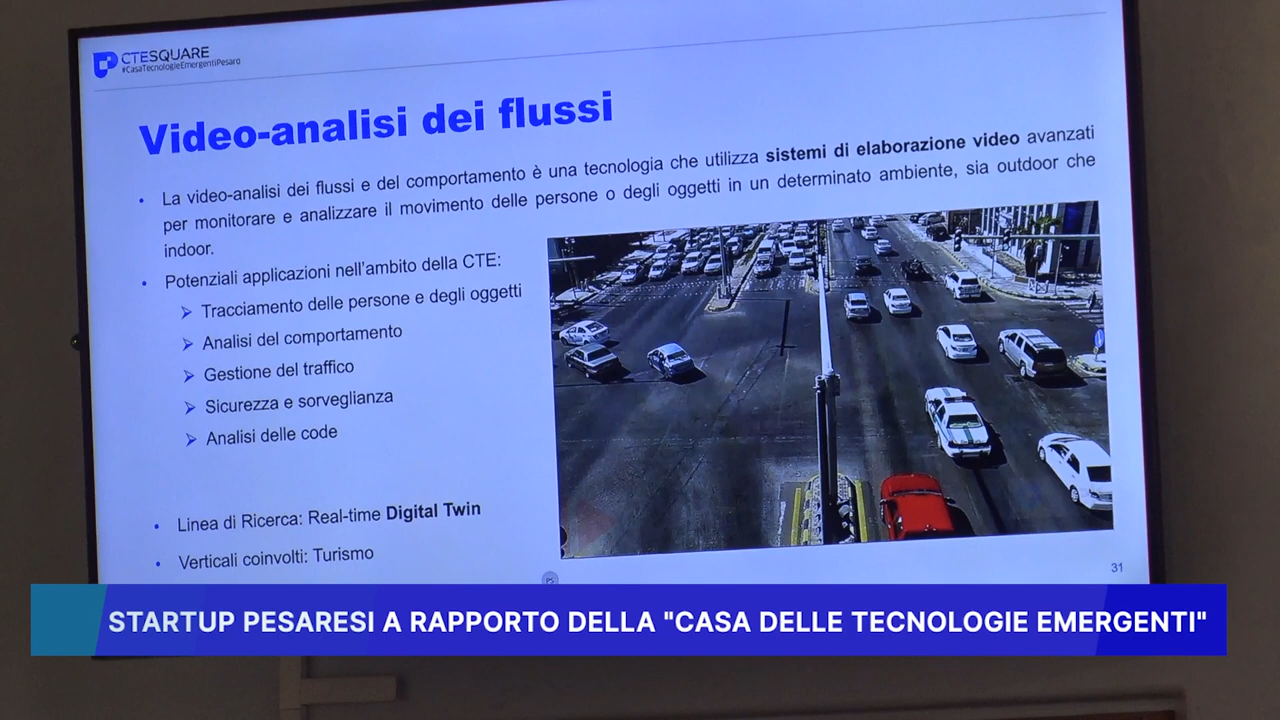 CTESQUARE
#CasaTecnologieEmergentiPesaro
Video-analisi dei flussi
• La video-analisi dei flussi e del comportamento è una tecnologia che utilizza sistemi di elaborazione video avanzati
per monitorare e analizzare il movimento delle persone o degli oggetti in un determinato ambiente, sia outdoor che
indoor.
• Potenziali applicazioni nell'ambito della CTE:
➢ Tracciamento delle persone e degli oggetti
➢ Analisi del comportamento
➢ Gestione del traffico
➢ Sicurezza e sorveglianza
➢ Analisi delle code
• Linea di Ricerca: Real-time Digital Twin
• Verticali coinvolti: Turismo
PS
31
STARTUP PESARESI A RAPPORTO DELLA "CASA DELLE TECNOLOGIE EMERGENTI"